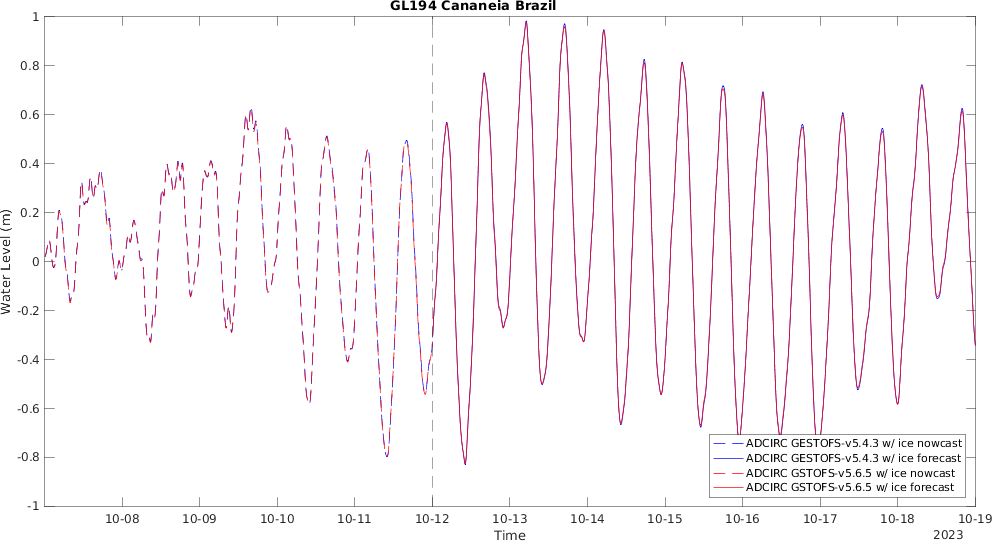 GL194 Cananeia Brazil
1
0.8
0.6
0.4
0.2
0
-0.2
-0.4
-0.6
-0.8
-1
Water Level (m)
ADCIRC GESTOFS-v5.4.3 w/ ice nowcast
ADCIRC GESTOFS-v5.4.3 w/ ice forecast
ADCIRC GSTOFS-v5.6.5 w/ ice nowcast
ADCIRC GSTOFS-v5.6.5 w/ ice forecast
10-08 10-09 10-10 10-11 10-12 10-13 10-14 10-15 10-16 10-17 10-18 10-19
Time
2023